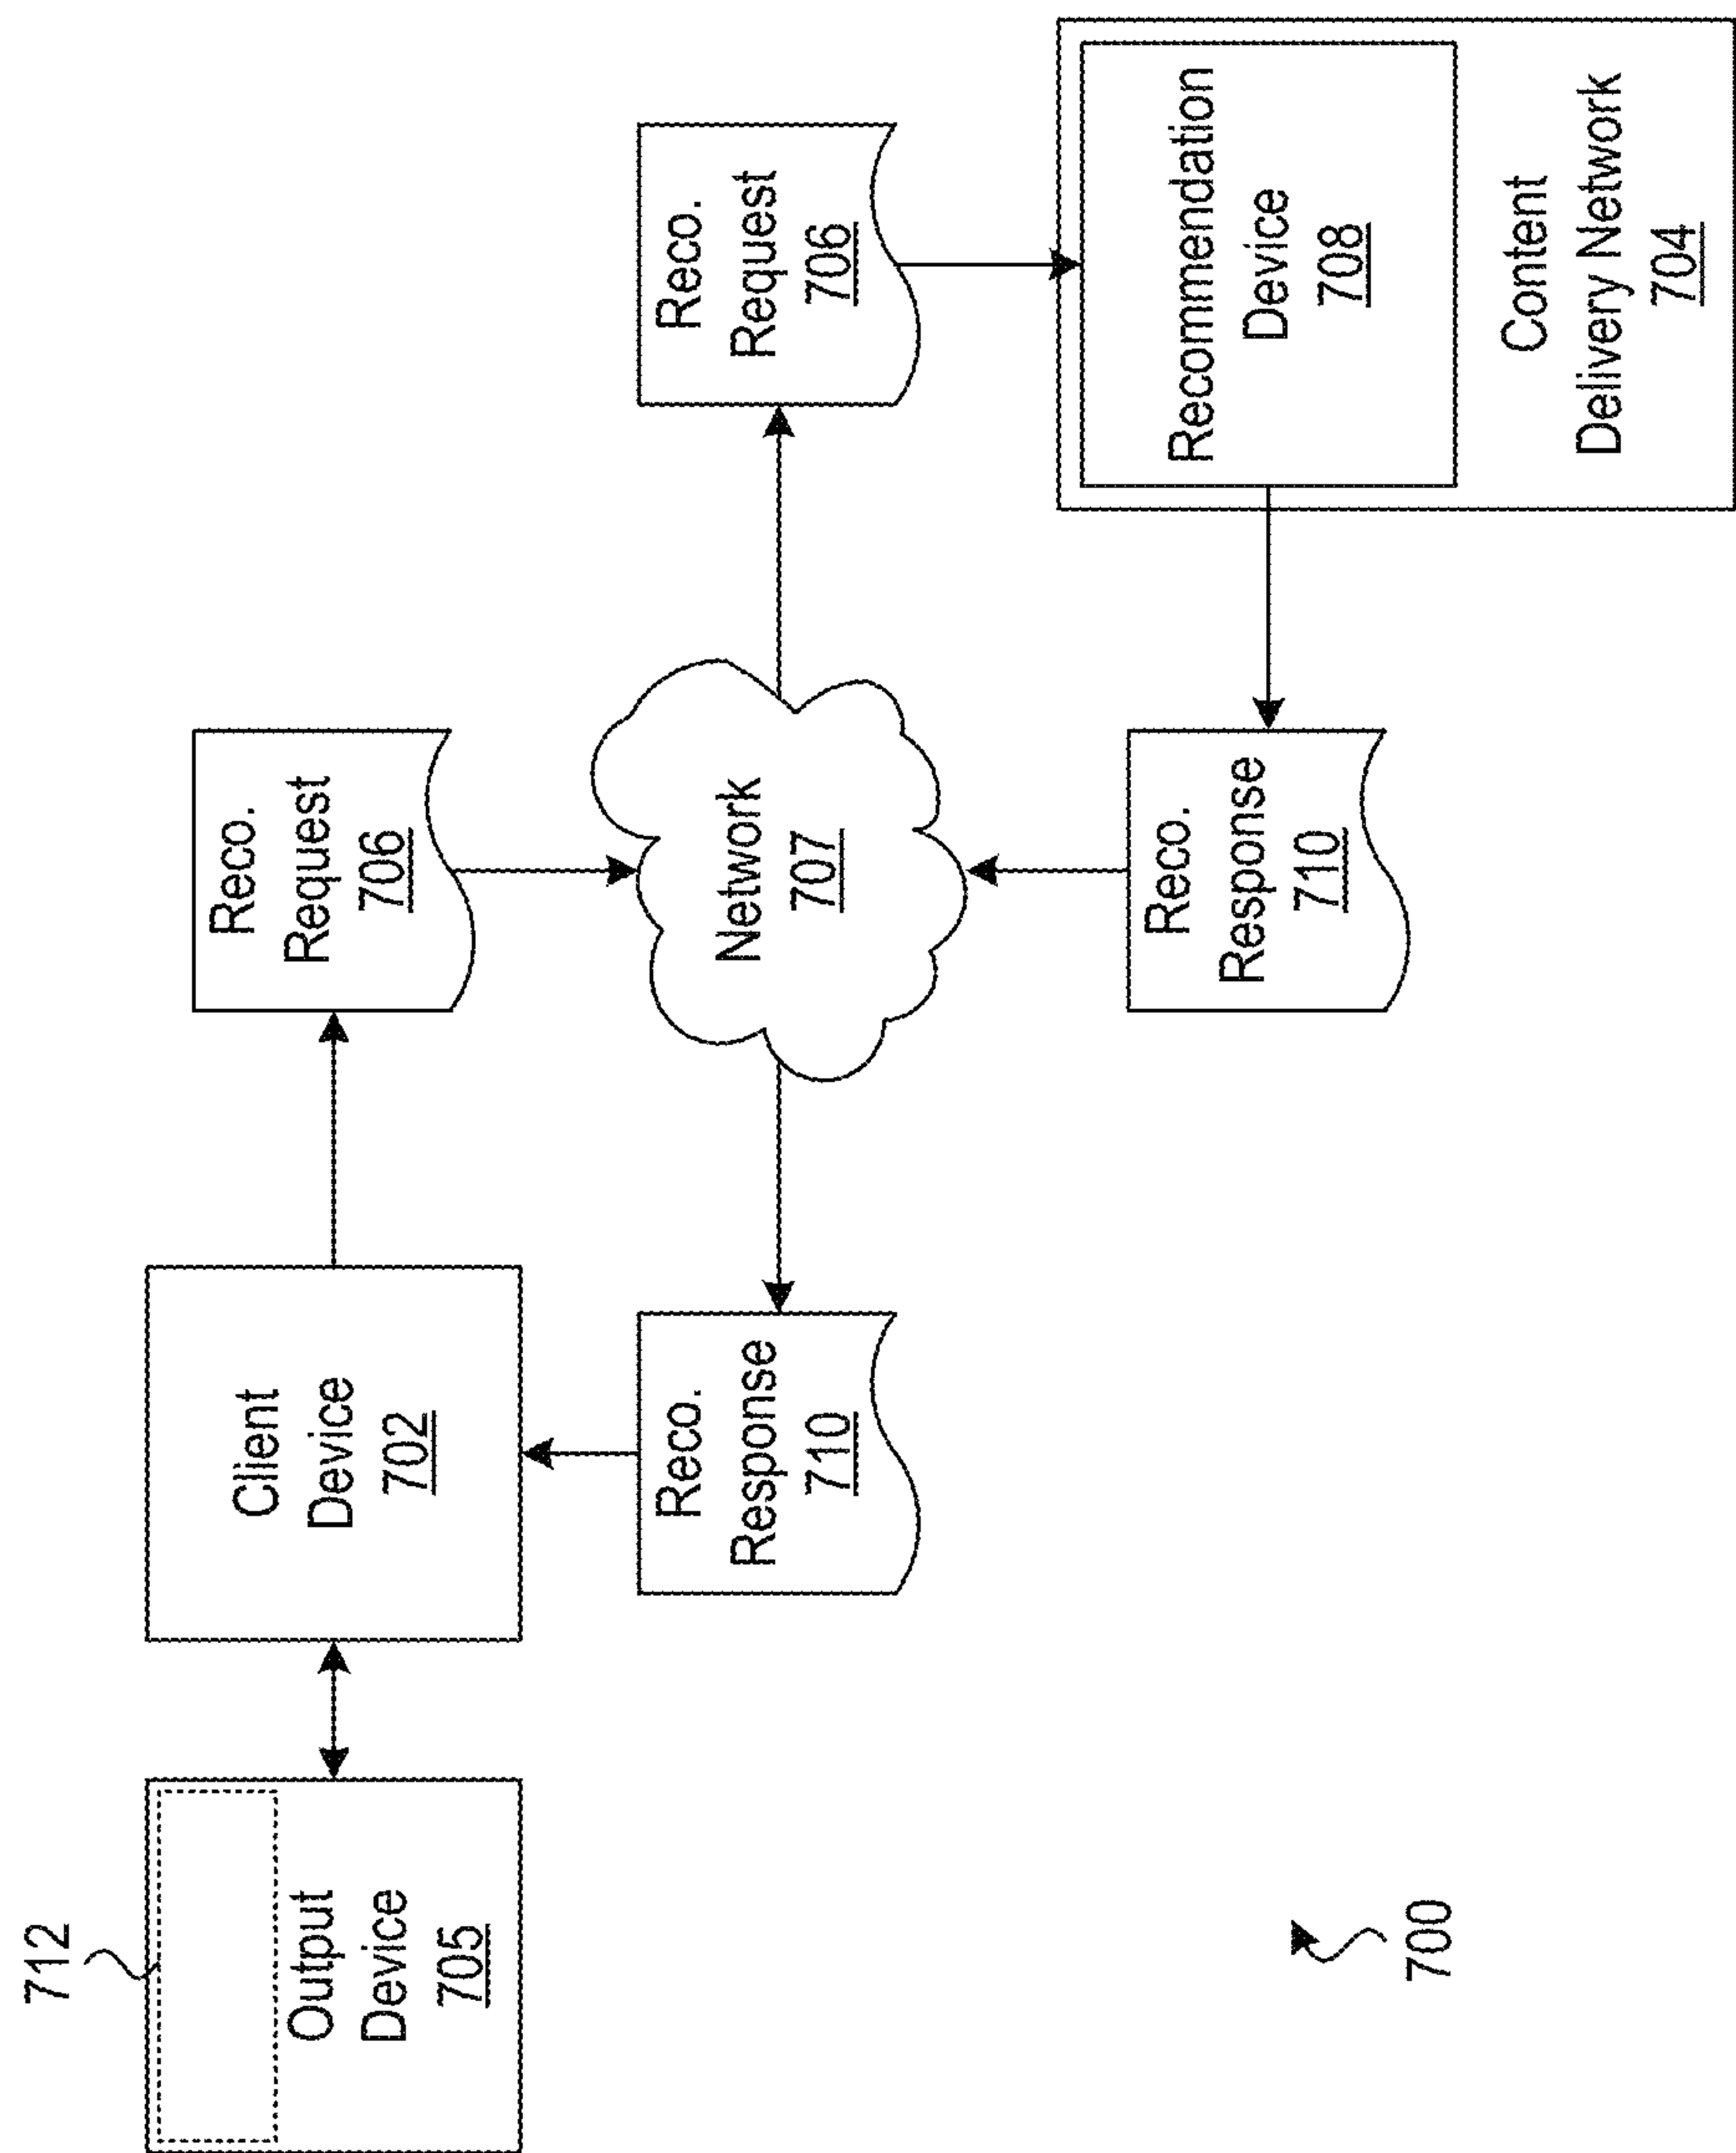 712
Output
Device
705
Client
Device
702
Reco.
Request
706
Reco.
Response
710
Network
707
Reco.
Request
706
Reco.
Response
710
Recommendation
Device
708
Content
Delivery Network
704
700